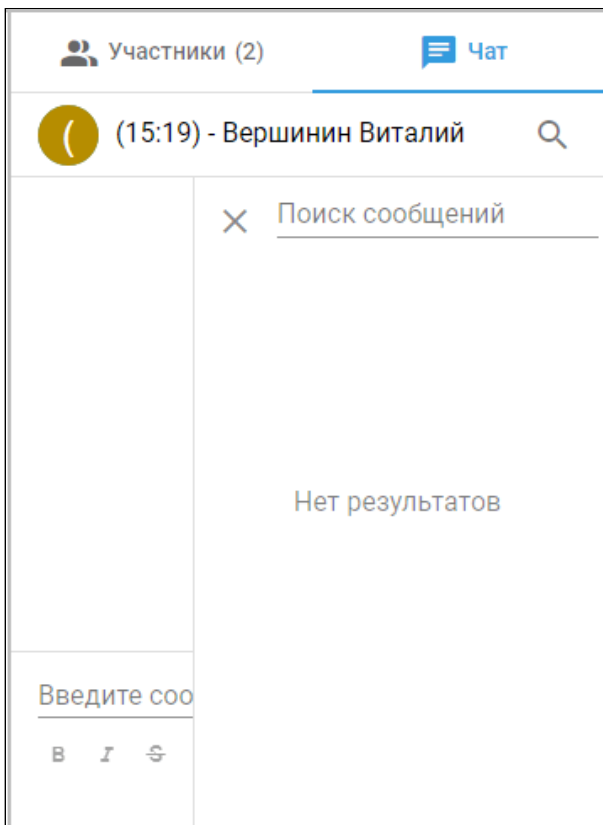 Участники (2)
Чат
(
(15:19) - Вершинин Виталий
Поиск сообщений
Нет результатов
Введите соо
B I S